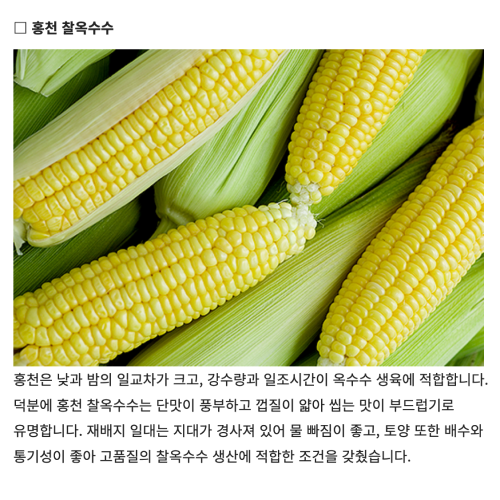 □ 홍천 찰옥수수
홍천은 낮과 밤의 일교차가 크고, 강수량과 일조시간이 옥수수 생육에 적합합니다.
덕분에 홍천 찰옥수수는 단맛이 풍부하고 껍질이 얇아 씹는 맛이 부드럽기로
유명합니다. 재배지 일대는 지대가 경사져 있어 물 빠짐이 좋고, 토양 또한 배수와
통기성이 좋아 고품질의 찰옥수수 생산에 적합한 조건을 갖췄습니다.